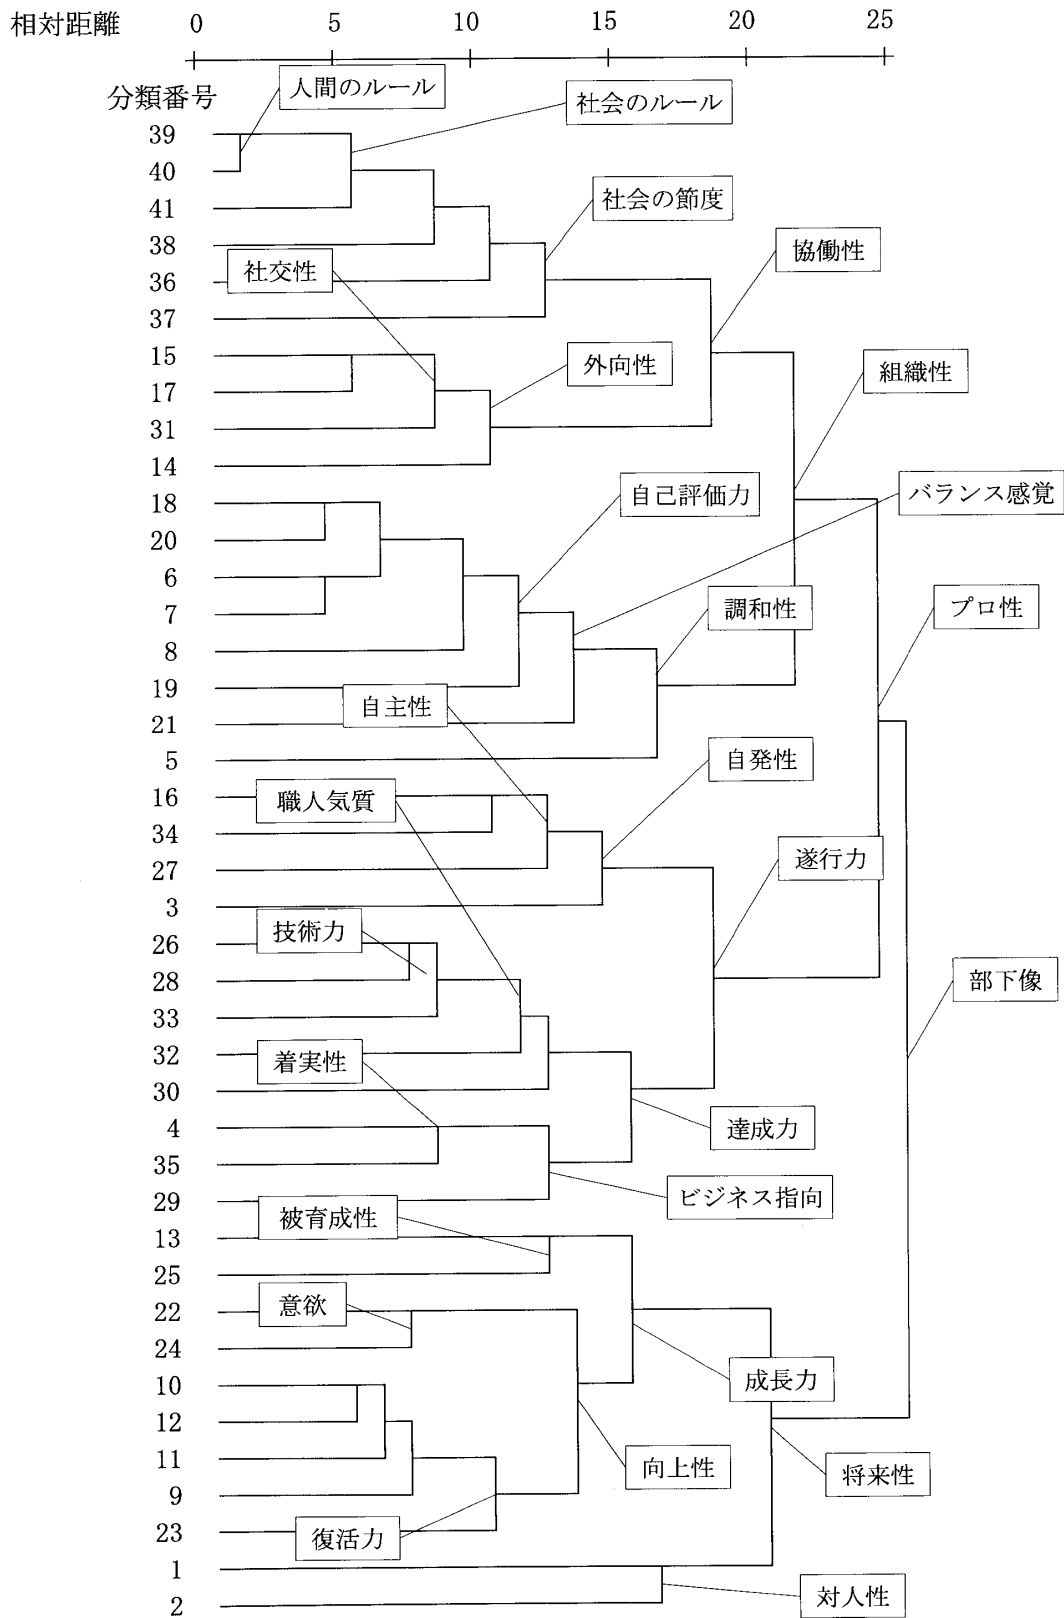 相対距離 0 5 10 15 20 25
分類番号
人間のルール
社会のルール
39
40
41
社会の節度
38
協働性
社交性
36
37
15
外向性
17
組織性
31
14
自己評価力
バランス感覚
18
20
6
プロ性
7
調和性
8
19
自主性
21
自発性
5
職人気質
16
34
遂行力
27
3
技術力
26
部下像
28
33
着実性
32
30
達成力
4
35
ビジネス指向
29
被育成性
13
25
意欲
22
24
成長力
10
12
向上性
将来性
11
9
復活力
23
1
対人性
2